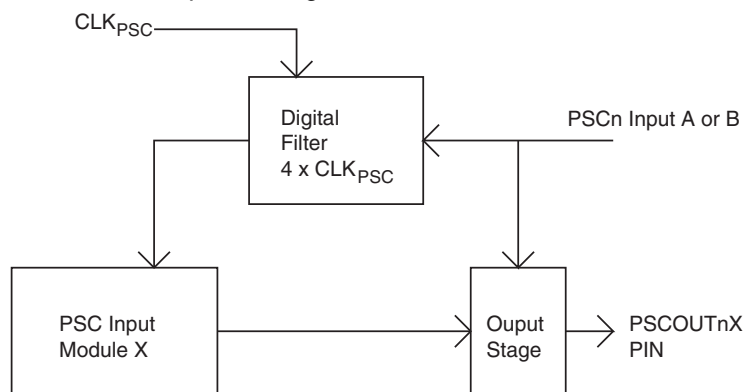 CLKPSC
Digital
Filter
4 x CLKPSC
PSCn Input A or B
PSC Input
Module X
Ouput
Stage
PSCOUTnX
PIN